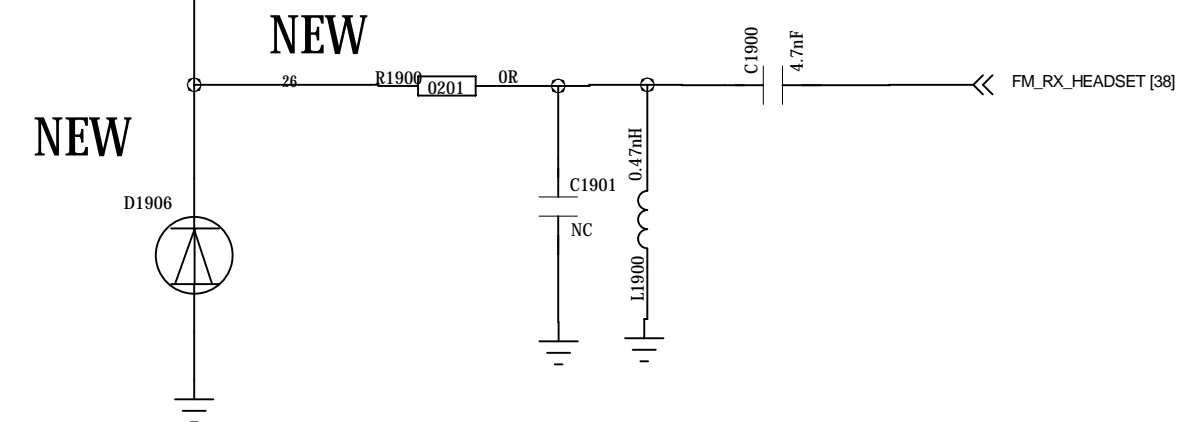 NEW
C1900
4.7nF
26
R1900
0201
0R
FM_RX_HEADSET [38]
NEW
0.47nH
D1906
C1901
NC
L1900